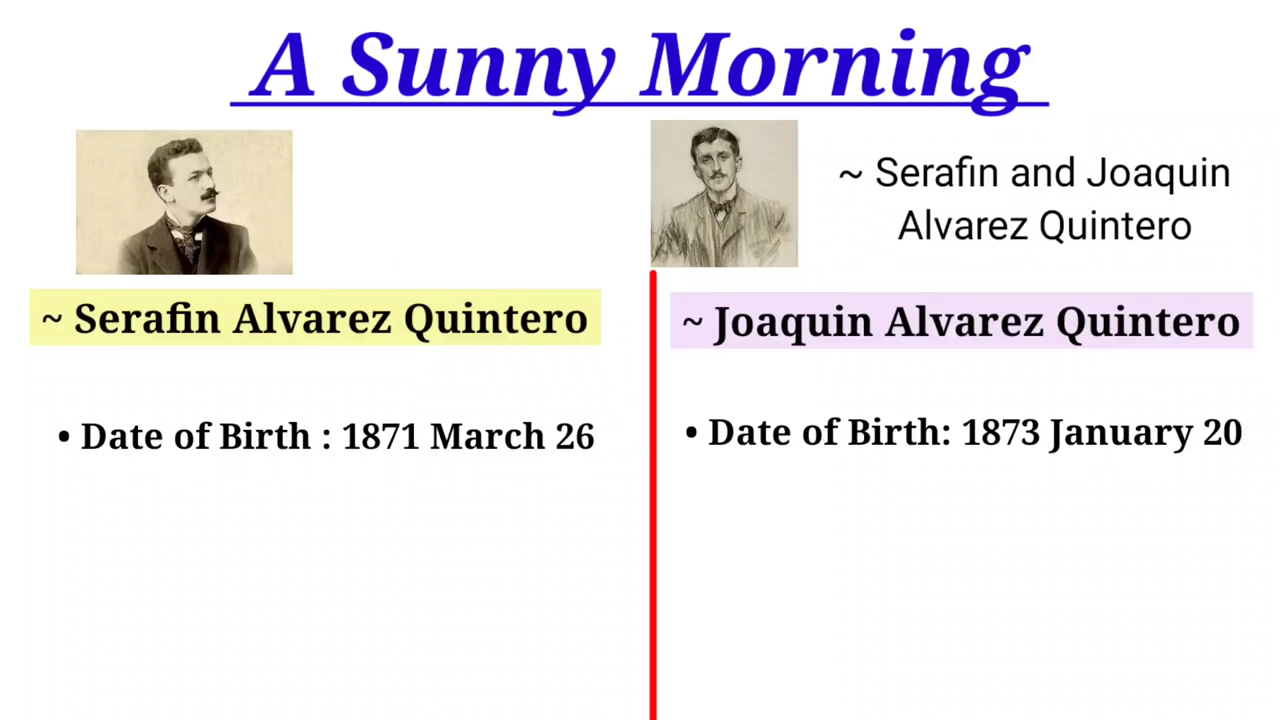 A Sunny Morning
~ Serafin and Joaquin
Alvarez Quintero
~ Serafin Alvarez Quintero
• Date of Birth : 1871 March 26
~ Joaquin Alvarez Quintero
• Date of Birth: 1873 January 20